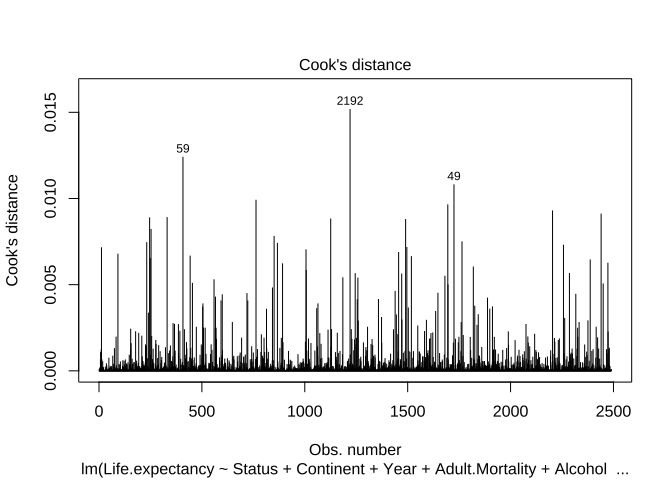 Cook's distance
2192
59
49
Cook's distance
0.015
0.010
0.005
0.000
0 500 1000 1500 2000 2500
Obs. number
lm(Life.expectancy ~ Status + Continent + Year + Adult.Mortality + Alcohol ...